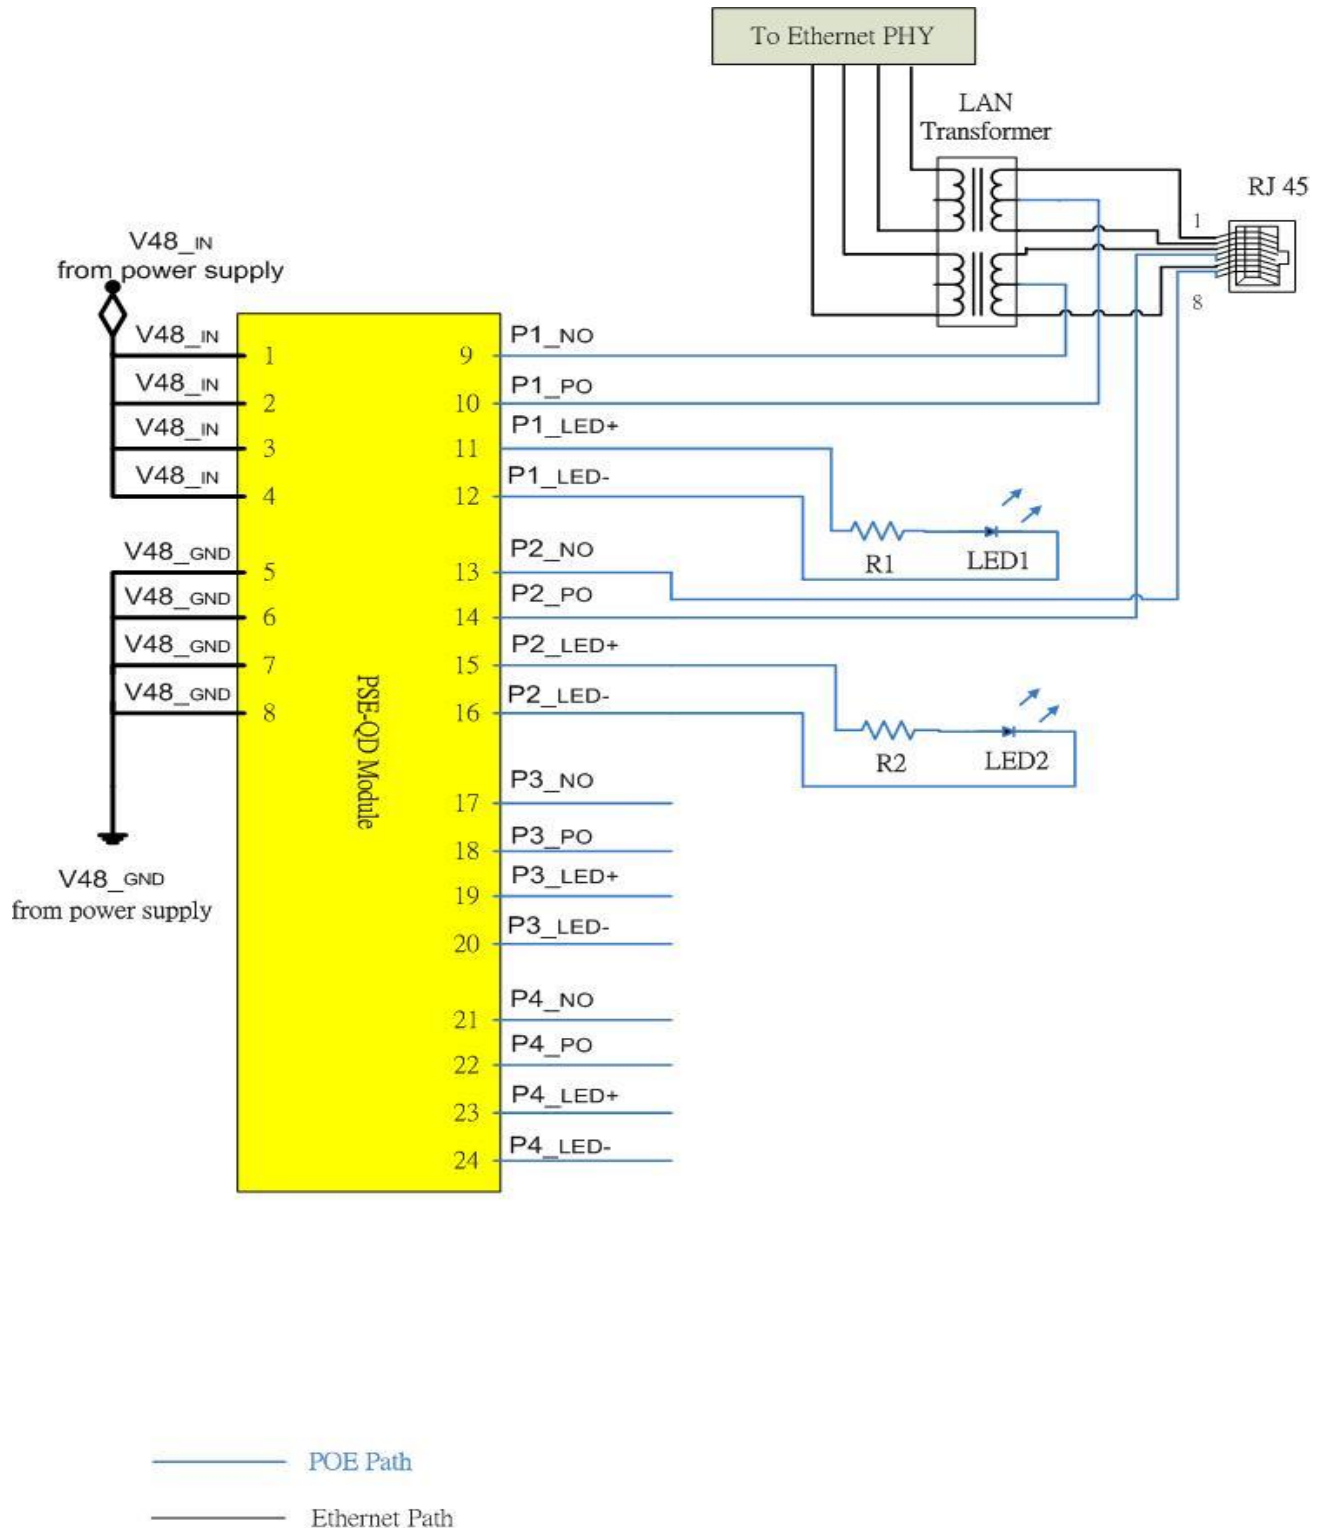 To Ethernet PHY
LAN
Transformer
RJ 45
1
8
V48_IN
from power supply
V48_IN
1
V48_IN
2
V48_IN
3
V48_IN
4
V48_GND
5
V48_GND
6
V48_GND
7
V48_GND
8
V48_GND
from power supply
PSE-QD Module
9
P1_NO
10
P1_PO
11
P1_LED+
12
P1_LED-
R1
LED1
13
P2_NO
14
P2_PO
15
P2_LED+
16
P2_LED-
R2
LED2
17
P3_NO
18
P3_PO
19
P3_LED+
20
P3_LED-
21
P4_NO
22
P4_PO
23
P4_LED+
24
P4_LED-
POE Path
Ethernet Path